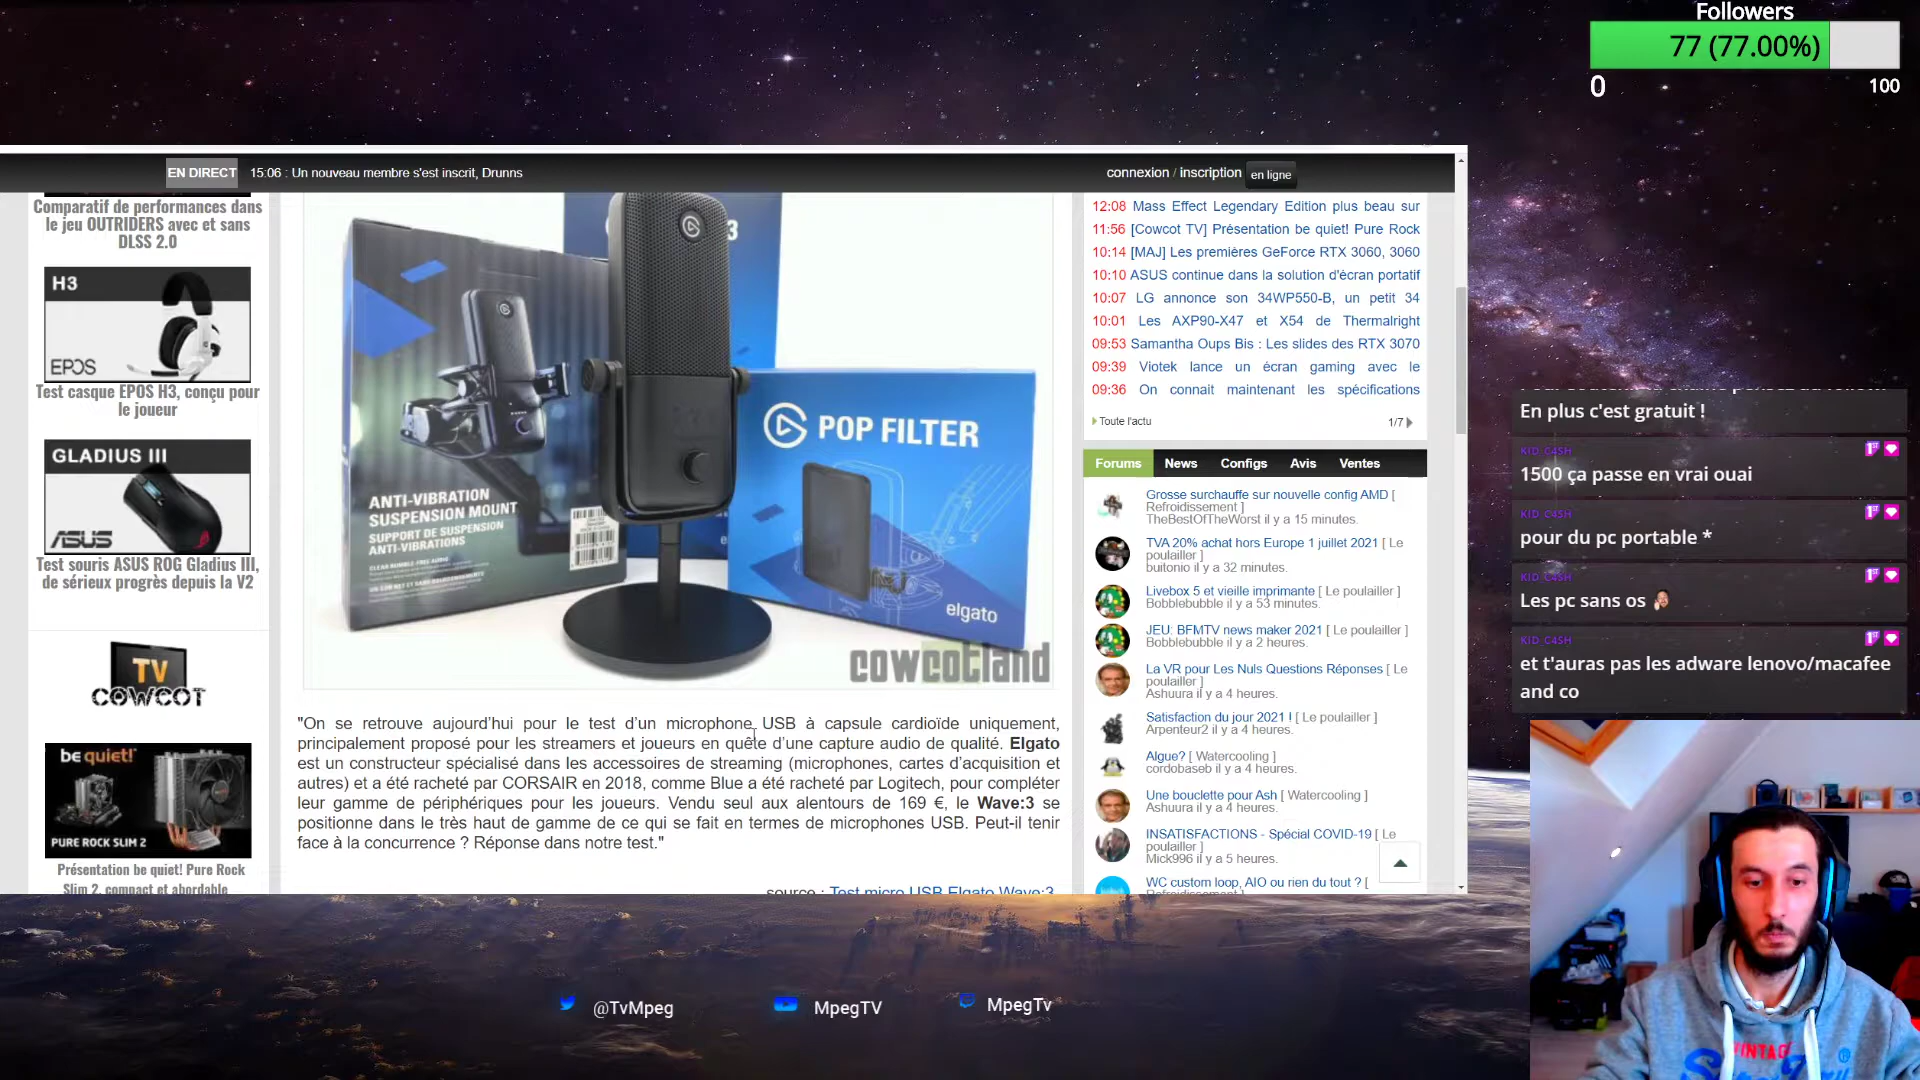 Followers
77 (77.00%)
0
100
EN DIRECT
15:06 : Un nouveau membre s'est inscrit, Drunns
connexion / inscription
en ligne
Comparatif de performances dans
le jeu OUTRIDERS avec et sans
DLSS 2.0
H3
EPOS
Test casque EPOS H3, conçu pour
le joueur
GLADIUS III
ASUS
Test souris ASUS ROG Gladius III,
de sérieux progrès depuis la V2
TV
COWCOT
be quiet!
PURE ROCK SLIM 2
Présentation be quiet! Pure Rock
Slim 2, compact et abordable
3
ANTI-VIBRATION
SUSPENSION MOUNT
SUPPORT DE SUSPENSION
ANTI-VIBRATIONS
POP FILTER
elgato
cowcotland
"On se retrouve aujourd'hui pour le test d'un microphone USB à capsule cardioïde uniquement,
principalement proposé pour les streamers et joueurs en quête d'une capture audio de qualité. Elgato
est un constructeur spécialisé dans les accessoires de streaming (microphones, cartes d'acquisition et
autres) et a été racheté par CORSAIR en 2018, comme Blue a été racheté par Logitech, pour compléter
leur gamme de périphériques pour les joueurs. Vendu seul aux alentours de 169 €, le Wave:3 se
positionne dans le très haut de gamme de ce qui se fait en termes de microphones USB. Peut-il tenir
face à la concurrence ? Réponse dans notre test."
source : Test micro USB Elgato Wave:3
12:08 Mass Effect Legendary Edition plus beau sur
11:56 [Cowcot TV] Présentation be quiet! Pure Rock
10:14 [MAJ] Les premières GeForce RTX 3060, 3060
10:10 ASUS continue dans la solution d'écran portatif
10:07 LG annonce son 34WP550-B, un petit 34
10:01 Les AXP90-X47 et X54 de Thermalright
09:53 Samantha Oups Bis : Les slides des RTX 3070
09:39 Viotek lance un écran gaming avec le
09:36 On connait maintenant les spécifications
Toute l'actu
1/7
Forums News Configs Avis Ventes
Grosse surchauffe sur nouvelle config AMD [
Refroidissement ]
TheBestOfTheWorst il y a 15 minutes.
TVA 20% achat hors Europe 1 juillet 2021 [ Le
poulailler ]
buitonio il y a 32 minutes.
Livebox 5 et vieille imprimante [ Le poulailler ]
Bobblebubble il y a 53 minutes.
JEU: BFMTV news maker 2021 [ Le poulailler ]
Bobblebubble il y a 2 heures.
La VR pour Les Nuls Questions Réponses [ Le
poulailler ]
Ashuura il y a 4 heures.
Satisfaction du jour 2021 ! [ Le poulailler ]
Arpenteur2 il y a 4 heures.
Algue? [ Watercooling ]
cordobaseb il y a 4 heures.
Une bouclette pour Ash [ Watercooling ]
Ashuura il y a 4 heures.
INSATISFACTIONS - Spécial COVID-19 [ Le
poulailler ]
Mick996 il y a 5 heures.
WC custom loop, AIO ou rien du tout ? [
Refroidissement ]
En plus c'est gratuit !
KID C4SH
1500 ça passe en vrai ouai
KID C4SH
pour du pc portable *
KID C4SH
Les pc sans os
KID C4SH
et t'auras pas les adware lenovo/macafee
and co
VINTAG
@TvMpeg
MpegTV
MpegTv